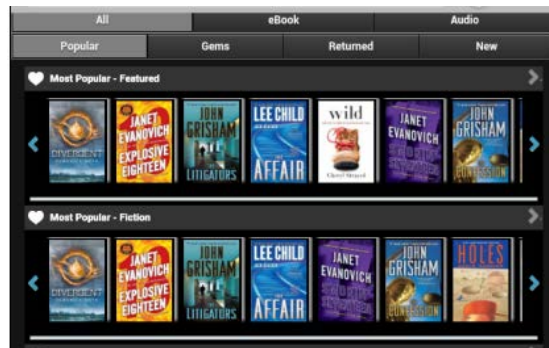 All eBook Audio
Popular Gems Returned New
Most Popular - Featured
DIVERGENT
JANET EVANOVICH EXPLOSIVE EIGHTEEN
JOHN GRISHAM LITIGATORS
LEE CHILD AFFAIR
wild Cheryl Strayed
JANET EVANOVICH
JOHN GRISHAM CONFESSION
Most Popular - Fiction
DIVERGENT
JANET EVANOVICH EXPLOSIVE EIGHTEEN
JOHN GRISHAM LITIGATORS
LEE CHILD AFFAIR
JANET EVANOVICH
JOHN GRISHAM CONFESSION
HOLES